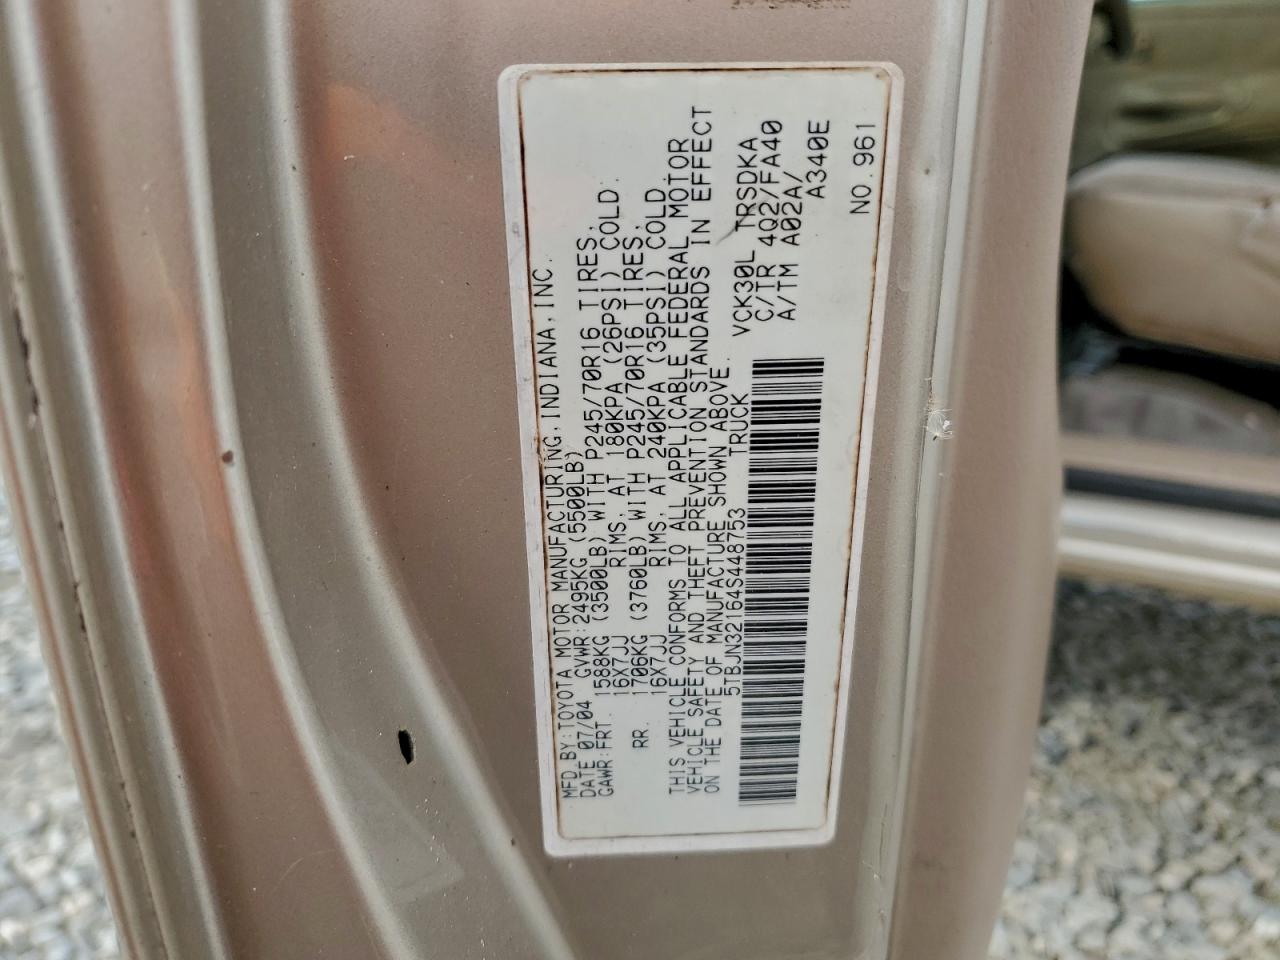 MFD.BY:TOYOTA MOTOR MANUFACTURING,INDIANA,INC.
DATE 07/04 GVWR:2495KG (5500LB)
GAWR:FRT. 1588KG (3500LB) WITH P245/70R16 TIRES,
16X7JJ RIMS, AT 180KPA (26PSI) COLD
RR. 1706KG (3760LB) WITH P245/70R16 TIRES,
16X7JJ RIMS, AT 240KPA (35PSI) COLD.
THIS VEHICLE CONFORMS TO ALL APPLICABLE FEDERAL MOTOR
VEHICLE SAFETY AND THEFT PREVENTION STANDARDS IN EFFECT
ON THE DATE OF MANUFACTURE SHOWN ABOVE.
5TBJN32164S448753 TRUCK
VCK30L TRSDKA
C/TR 4Q2/FA40
A/TM A02A/
A340E
NO.961